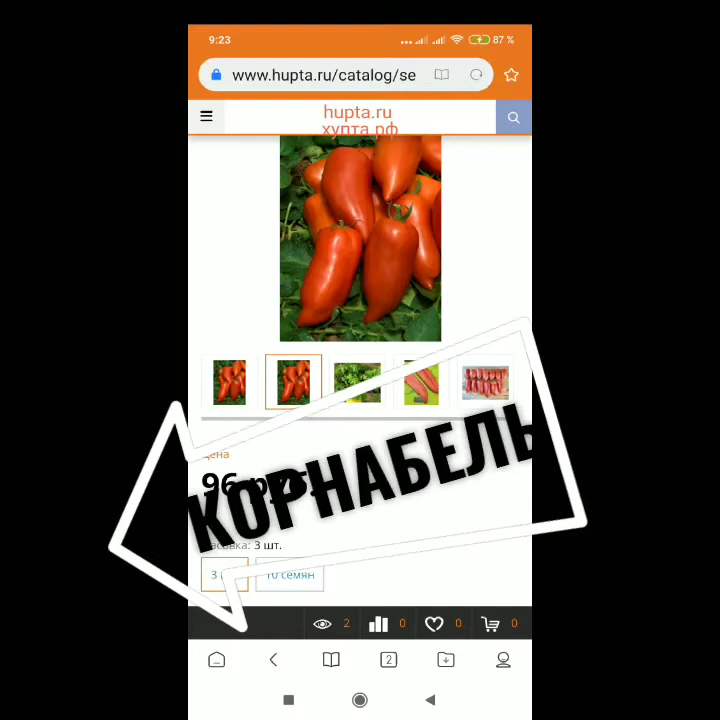 9:23
87 %
www.hupta.ru/catalog/se
hupta.ru
хупта.рф
цена
96 руб.
КОРНАБЕЛЬ
фасовка: 3 шт.
10 семян
2
0
0
0
2